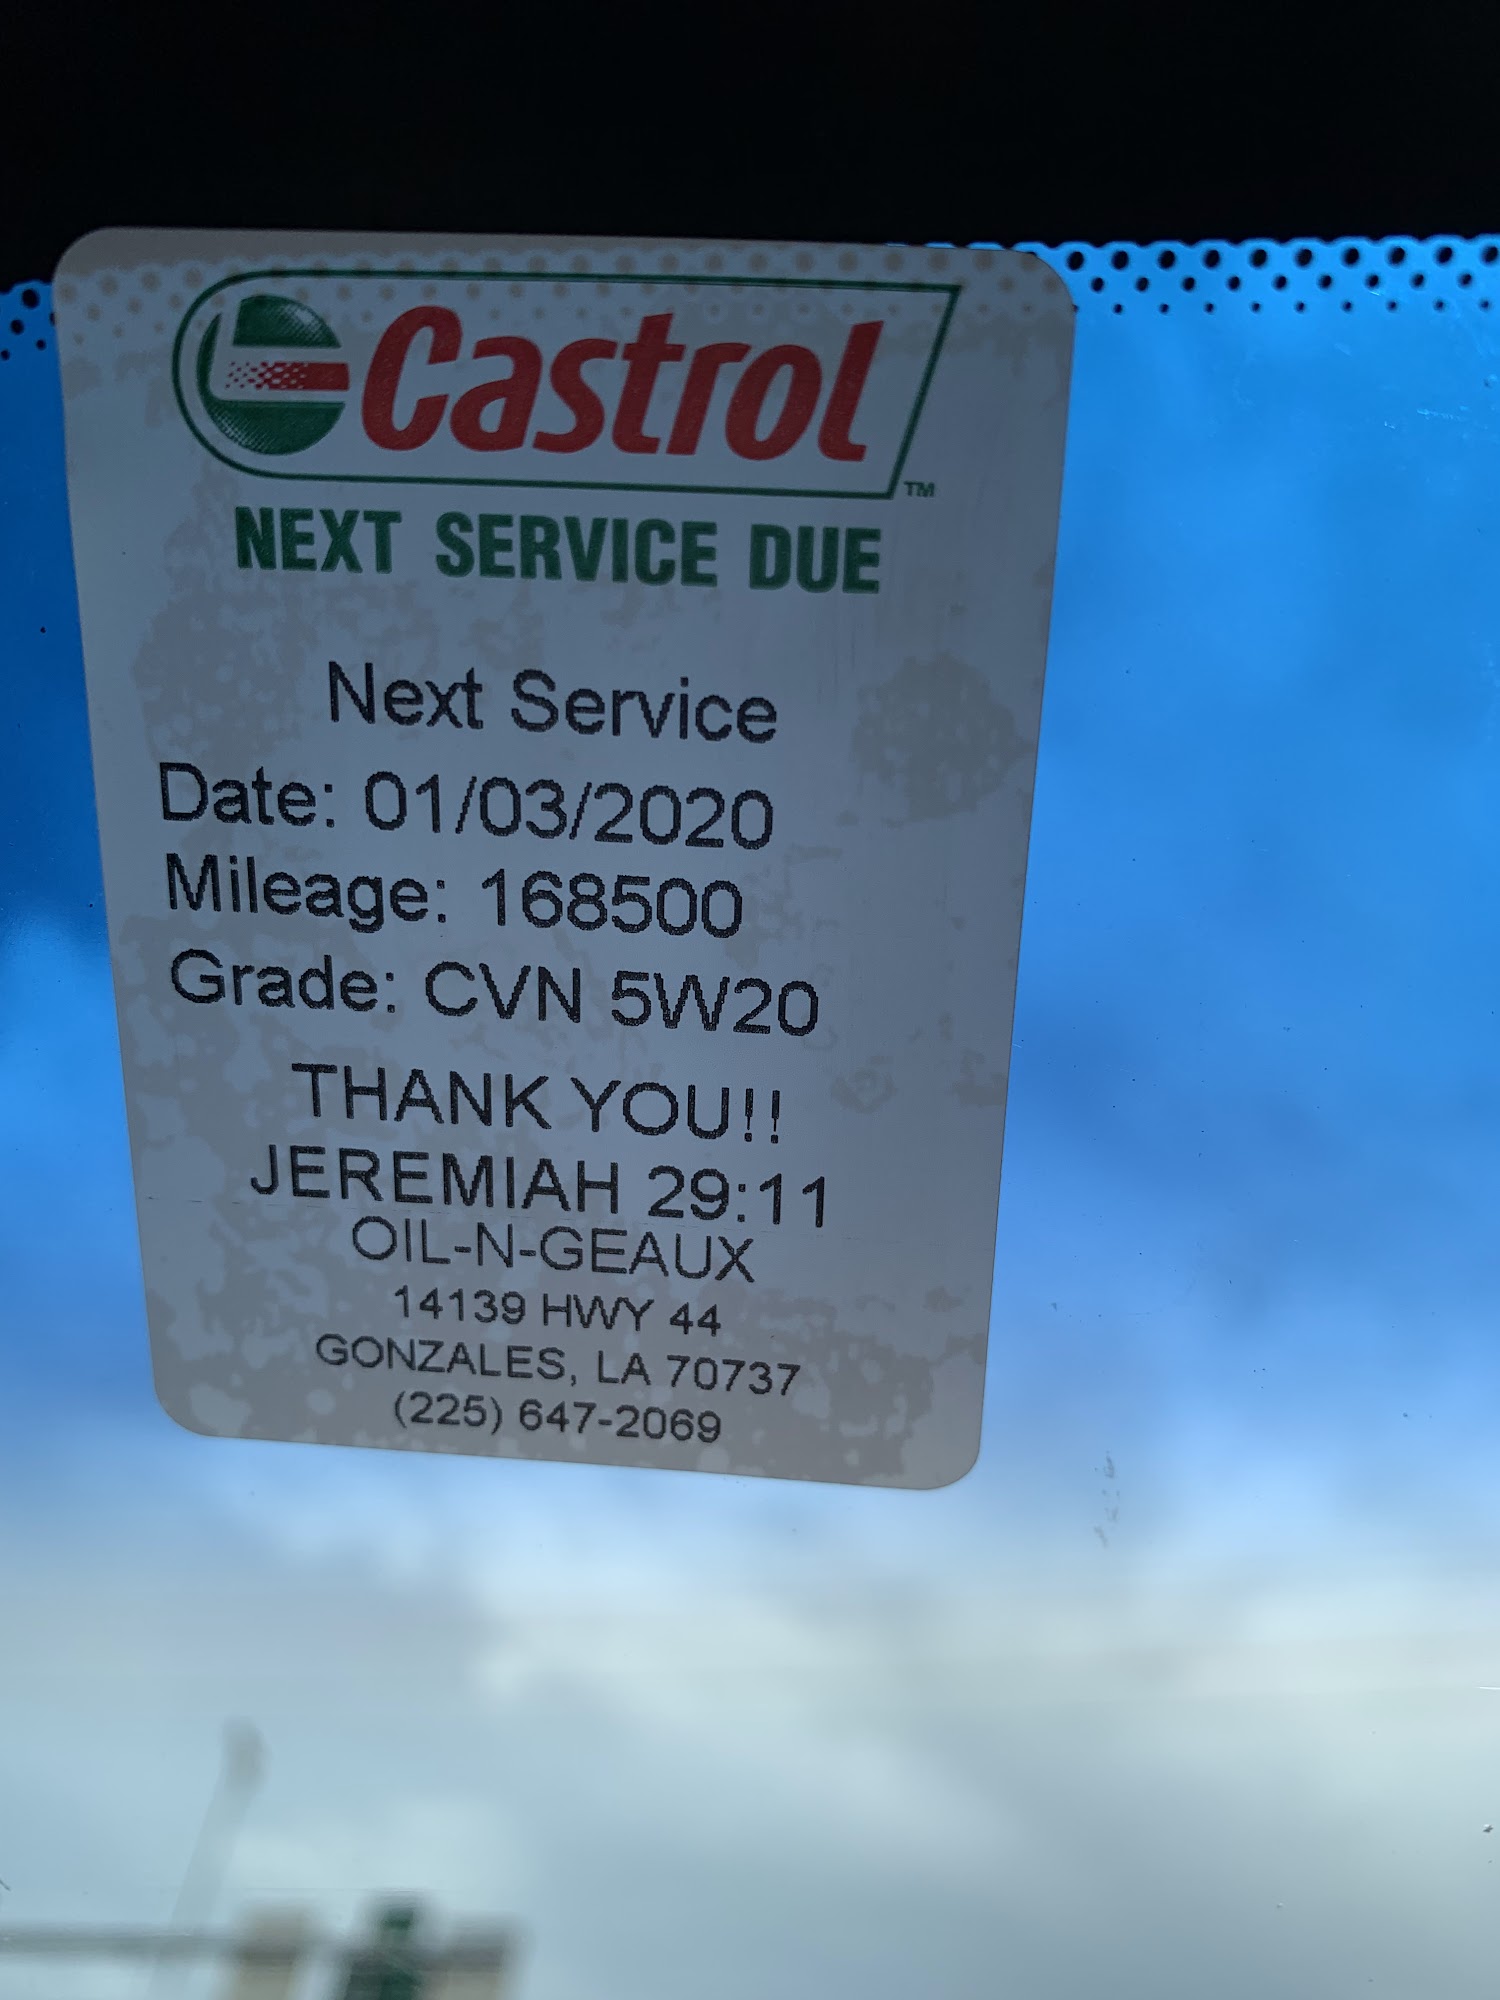 Castrol
TM
NEXT SERVICE DUE
Next Service
Date: 01/03/2020
Mileage: 168500
Grade: CVN 5W20
THANK YOU!!
JEREMIAH 29:11
OIL-N-GEAUX
14139 HWY 44
GONZALES, LA 70737
(225) 647-2069